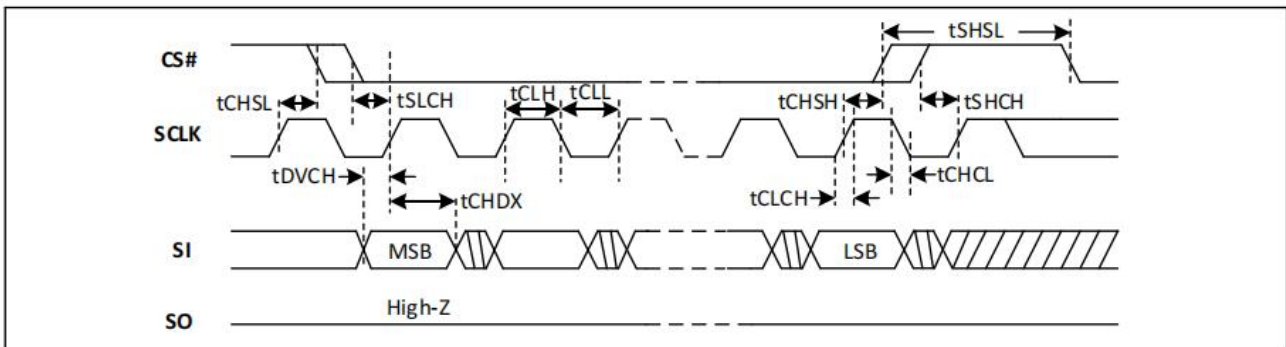 tSHSL
CS#
tCHSL
tSLCH
tCLH
tCLL
tCHSH
tSHCH
SCLK
tDVCH
tCHDX
tCLCH
tCHCL
SI
MSB
LSB
High-Z
SO